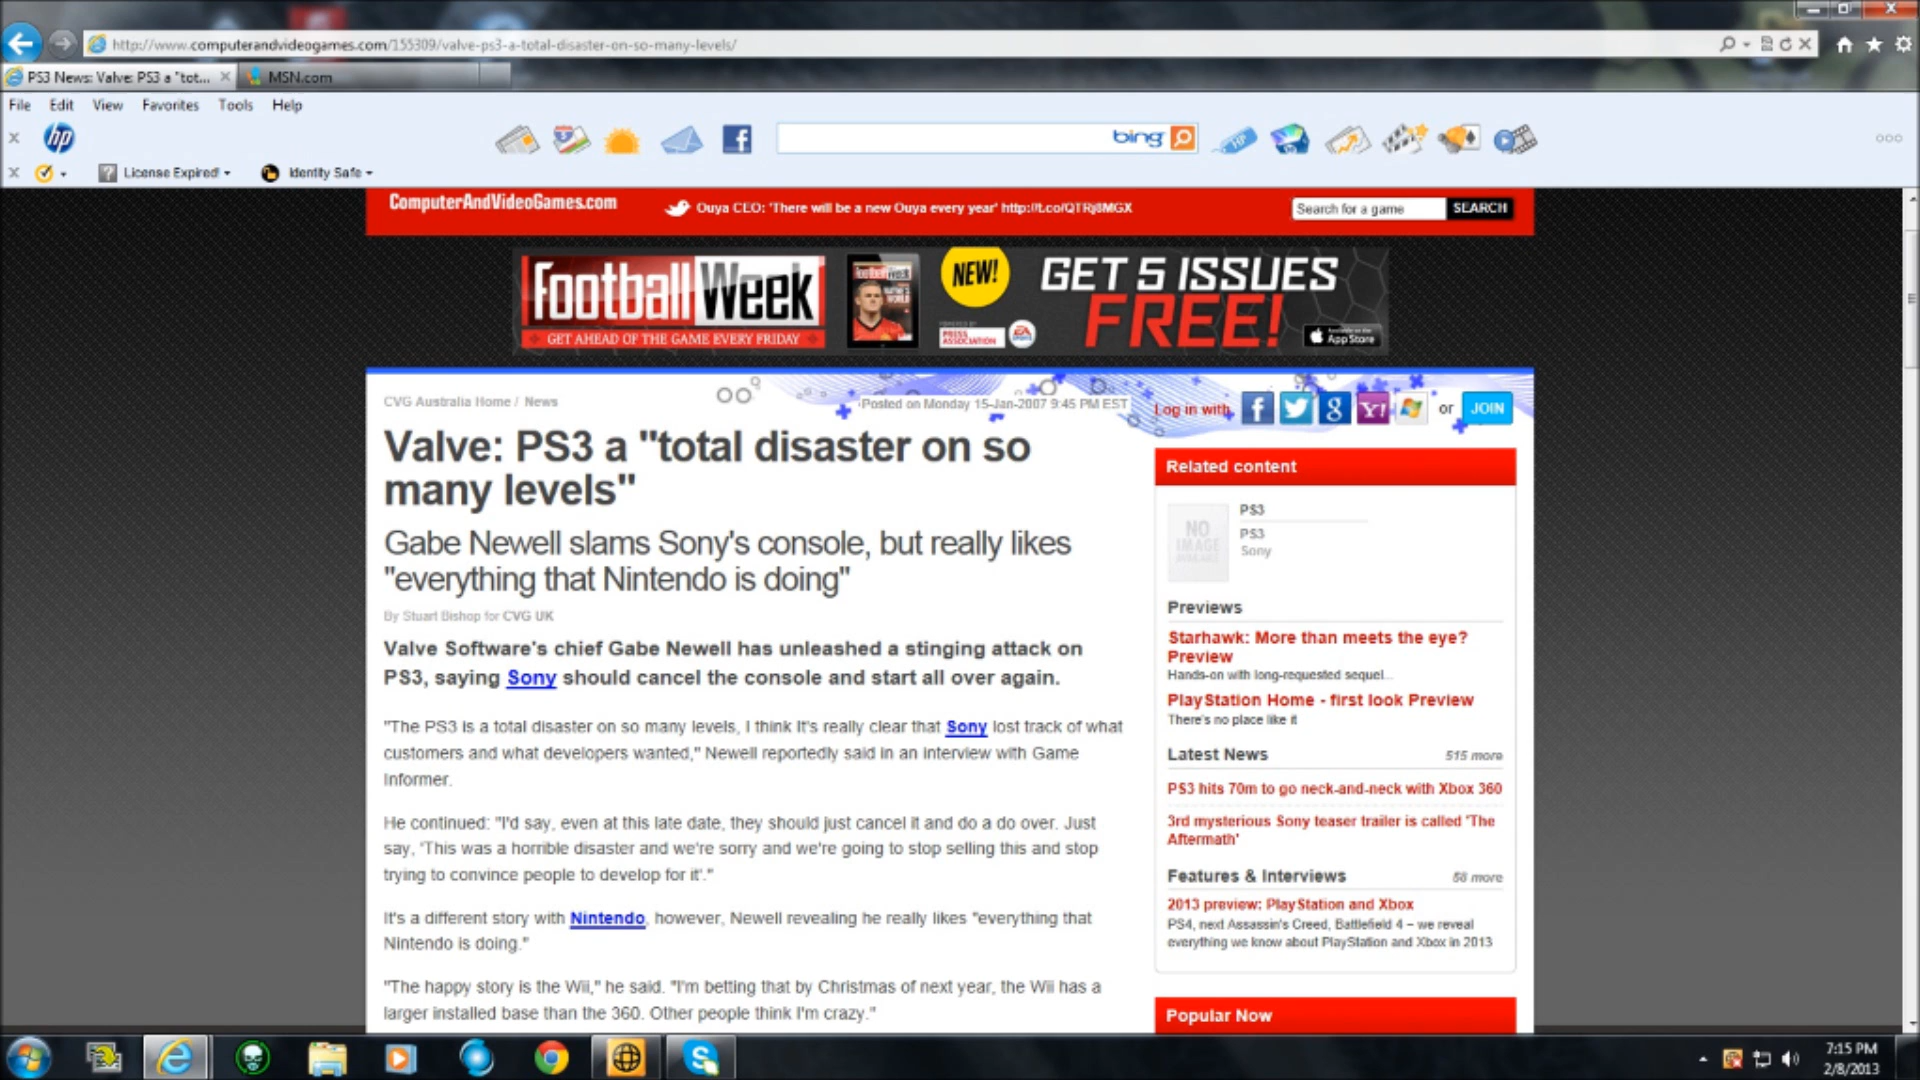 http://www.computerandvideogames.com/155309/valve-ps3-a-total-disaster-on-so-many-levels/
PS3 News: Valve: PS3 a "tot...
MSN.com
File Edit View Favorites Tools Help
hp
bing
License Expired!
Identity Safe
ComputerAndVideoGames.com
Ouya CEO: 'There will be a new Ouya every year'
Search for a game
SEARCH
Football Week
GET AHEAD OF THE GAME EVERY FRIDAY
NEW!
PRESS ASSOCIATION
GET 5 ISSUES
FREE!
App Store
CVG Australia Home / News
Posted on Monday 15-Jan-2007 9:45 PM EST
Log in with
or
JOIN
Valve: PS3 a "total disaster on so
many levels"
Gabe Newell slams Sony's console, but really likes
"everything that Nintendo is doing"
By Stuart Bishop for CVG UK
Valve Software's chief Gabe Newell has unleashed a stinging attack on
PS3, saying Sony should cancel the console and start all over again.
"The PS3 is a total disaster on so many levels, I think It's really clear that Sony lost track of what
customers and what developers wanted," Newell reportedly said in an interview with Game
Informer.
He continued: "I'd say, even at this late date, they should just cancel it and do a do over. Just
say, 'This was a horrible disaster and we're sorry and we're going to stop selling this and stop
trying to convince people to develop for it'."
It's a different story with Nintendo, however, Newell revealing he really likes "everything that
Nintendo is doing."
"The happy story is the Wii," he said. "I'm betting that by Christmas of next year, the Wii has a
larger installed base than the 360. Other people think I'm crazy."
Related content
NO
IMAGE
AVAILABLE
PS3
PS3
Sony
Previews
Starhawk: More than meets the eye?
Preview
Hands-on with long-requested sequel...
PlayStation Home - first look Preview
There's no place like it
Latest News
515 more
PS3 hits 70m to go neck-and-neck with Xbox 360
3rd mysterious Sony teaser trailer is called 'The
Aftermath'
Features & Interviews
58 more
2013 preview: PlayStation and Xbox
PS4, next Assassin's Creed, Battlefield 4 – we reveal
everything we know about PlayStation and Xbox in 2013
Popular Now
7:15 PM
2/8/2013